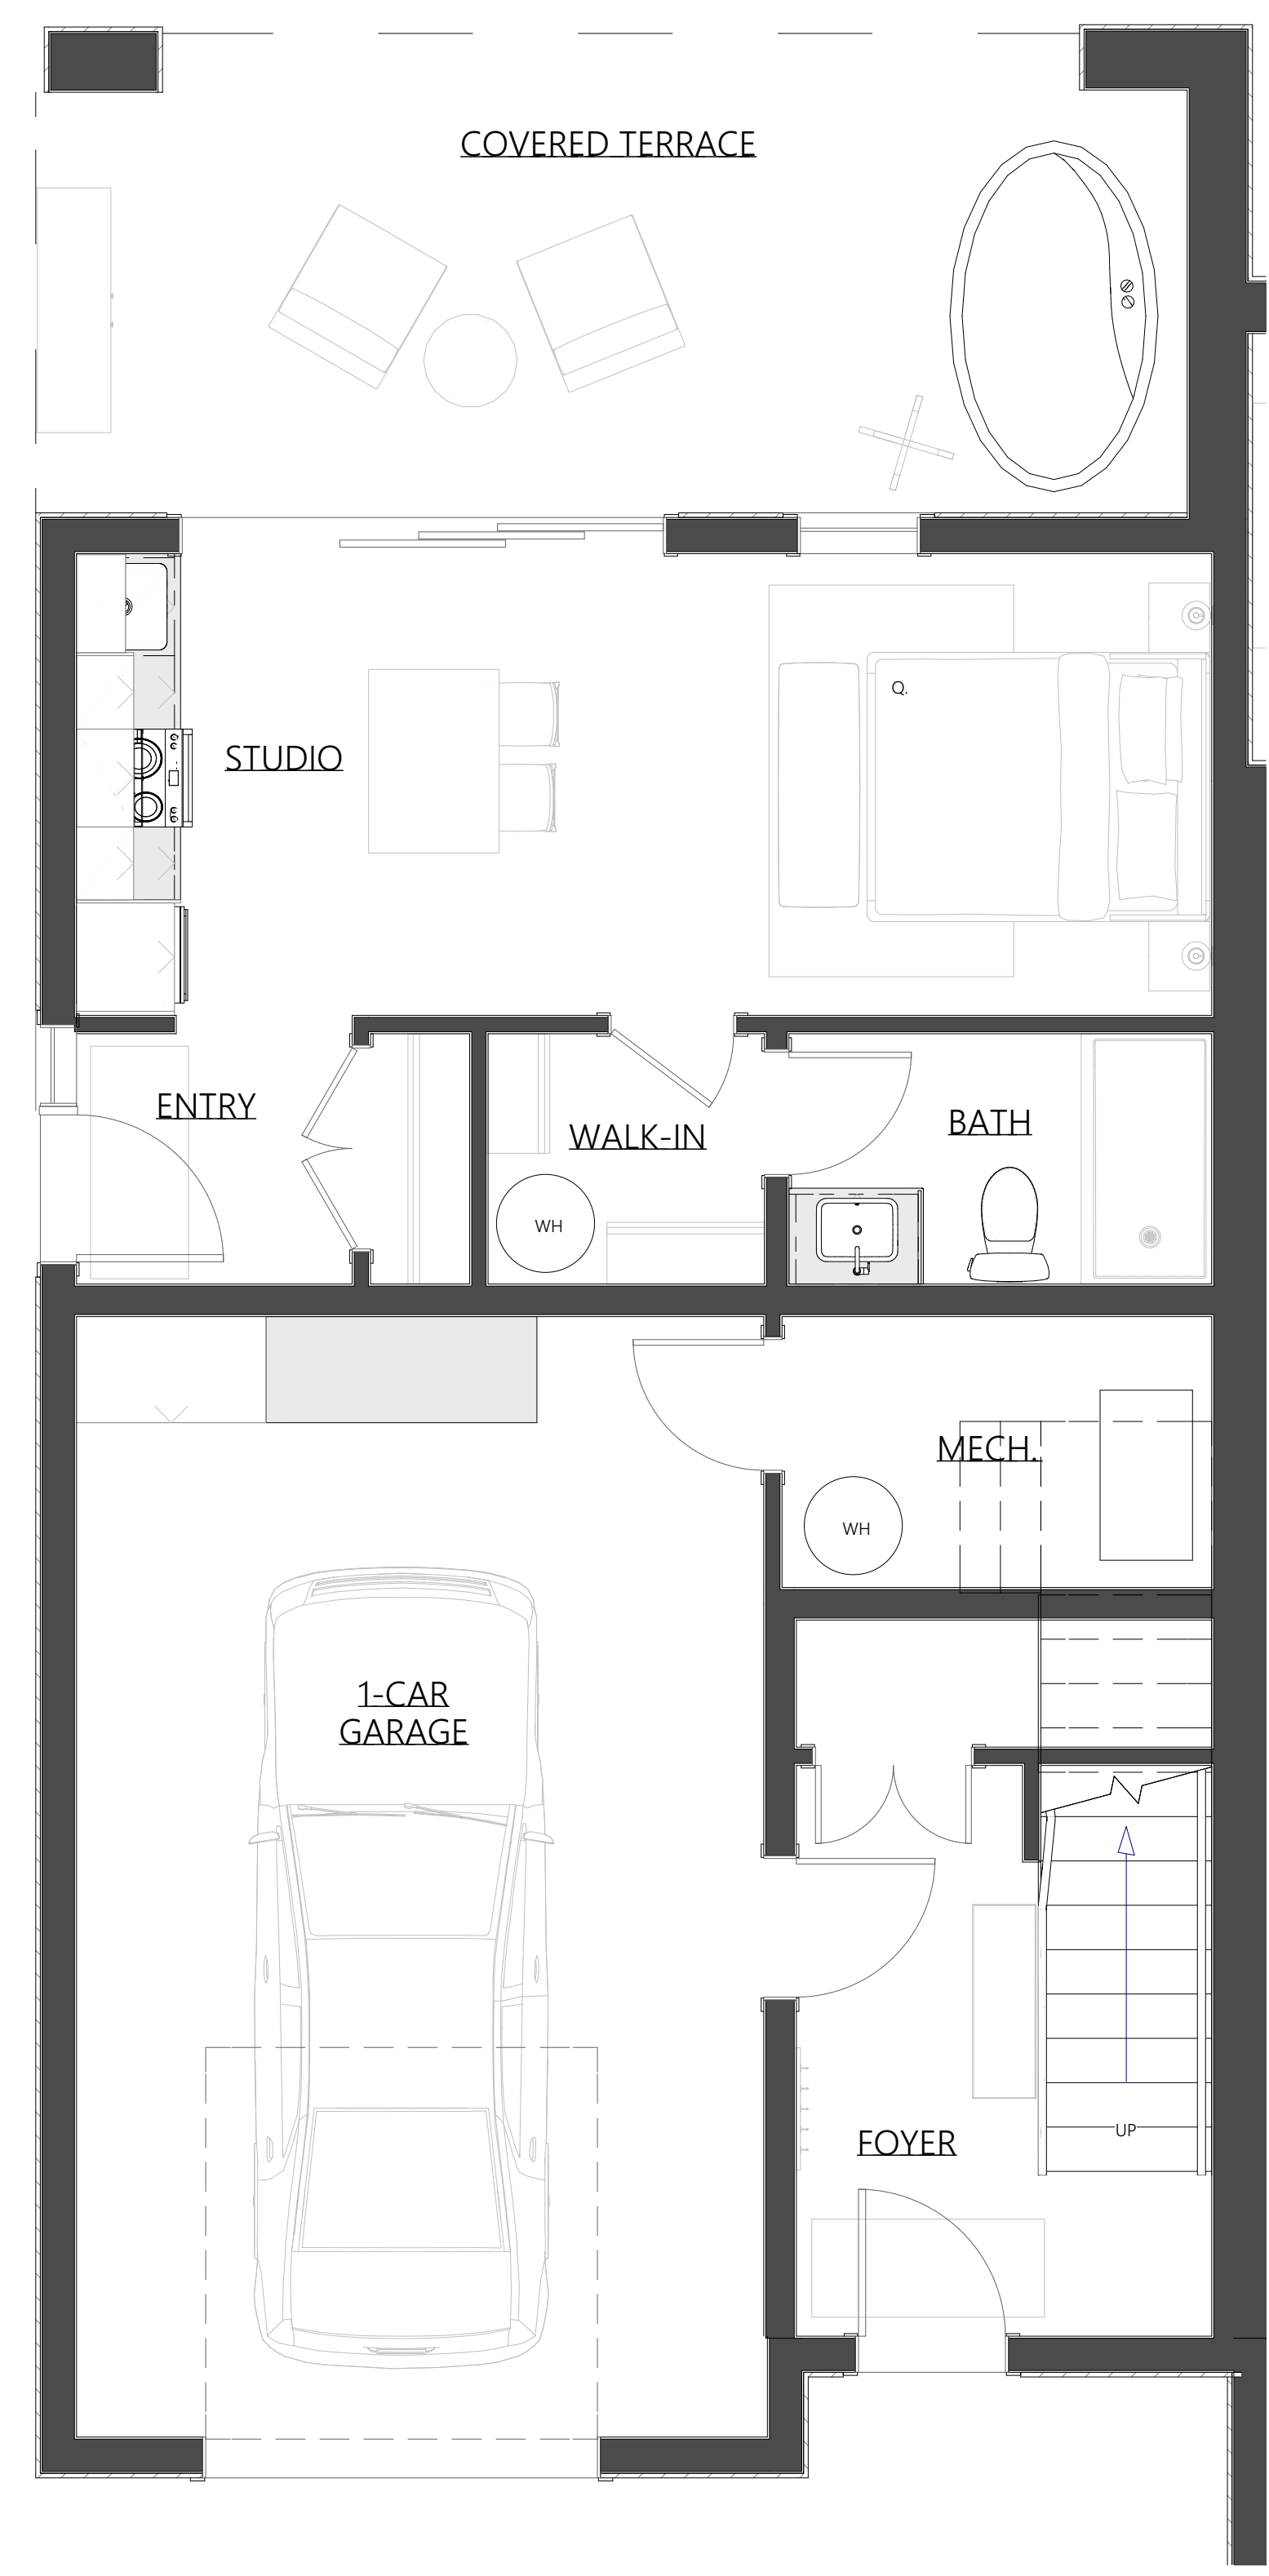 COVERED TERRACE
Q.
STUDIO
ENTRY
WALK-IN
BATH
WH
MECH.
WH
1-CAR
GARAGE
UP
FOYER